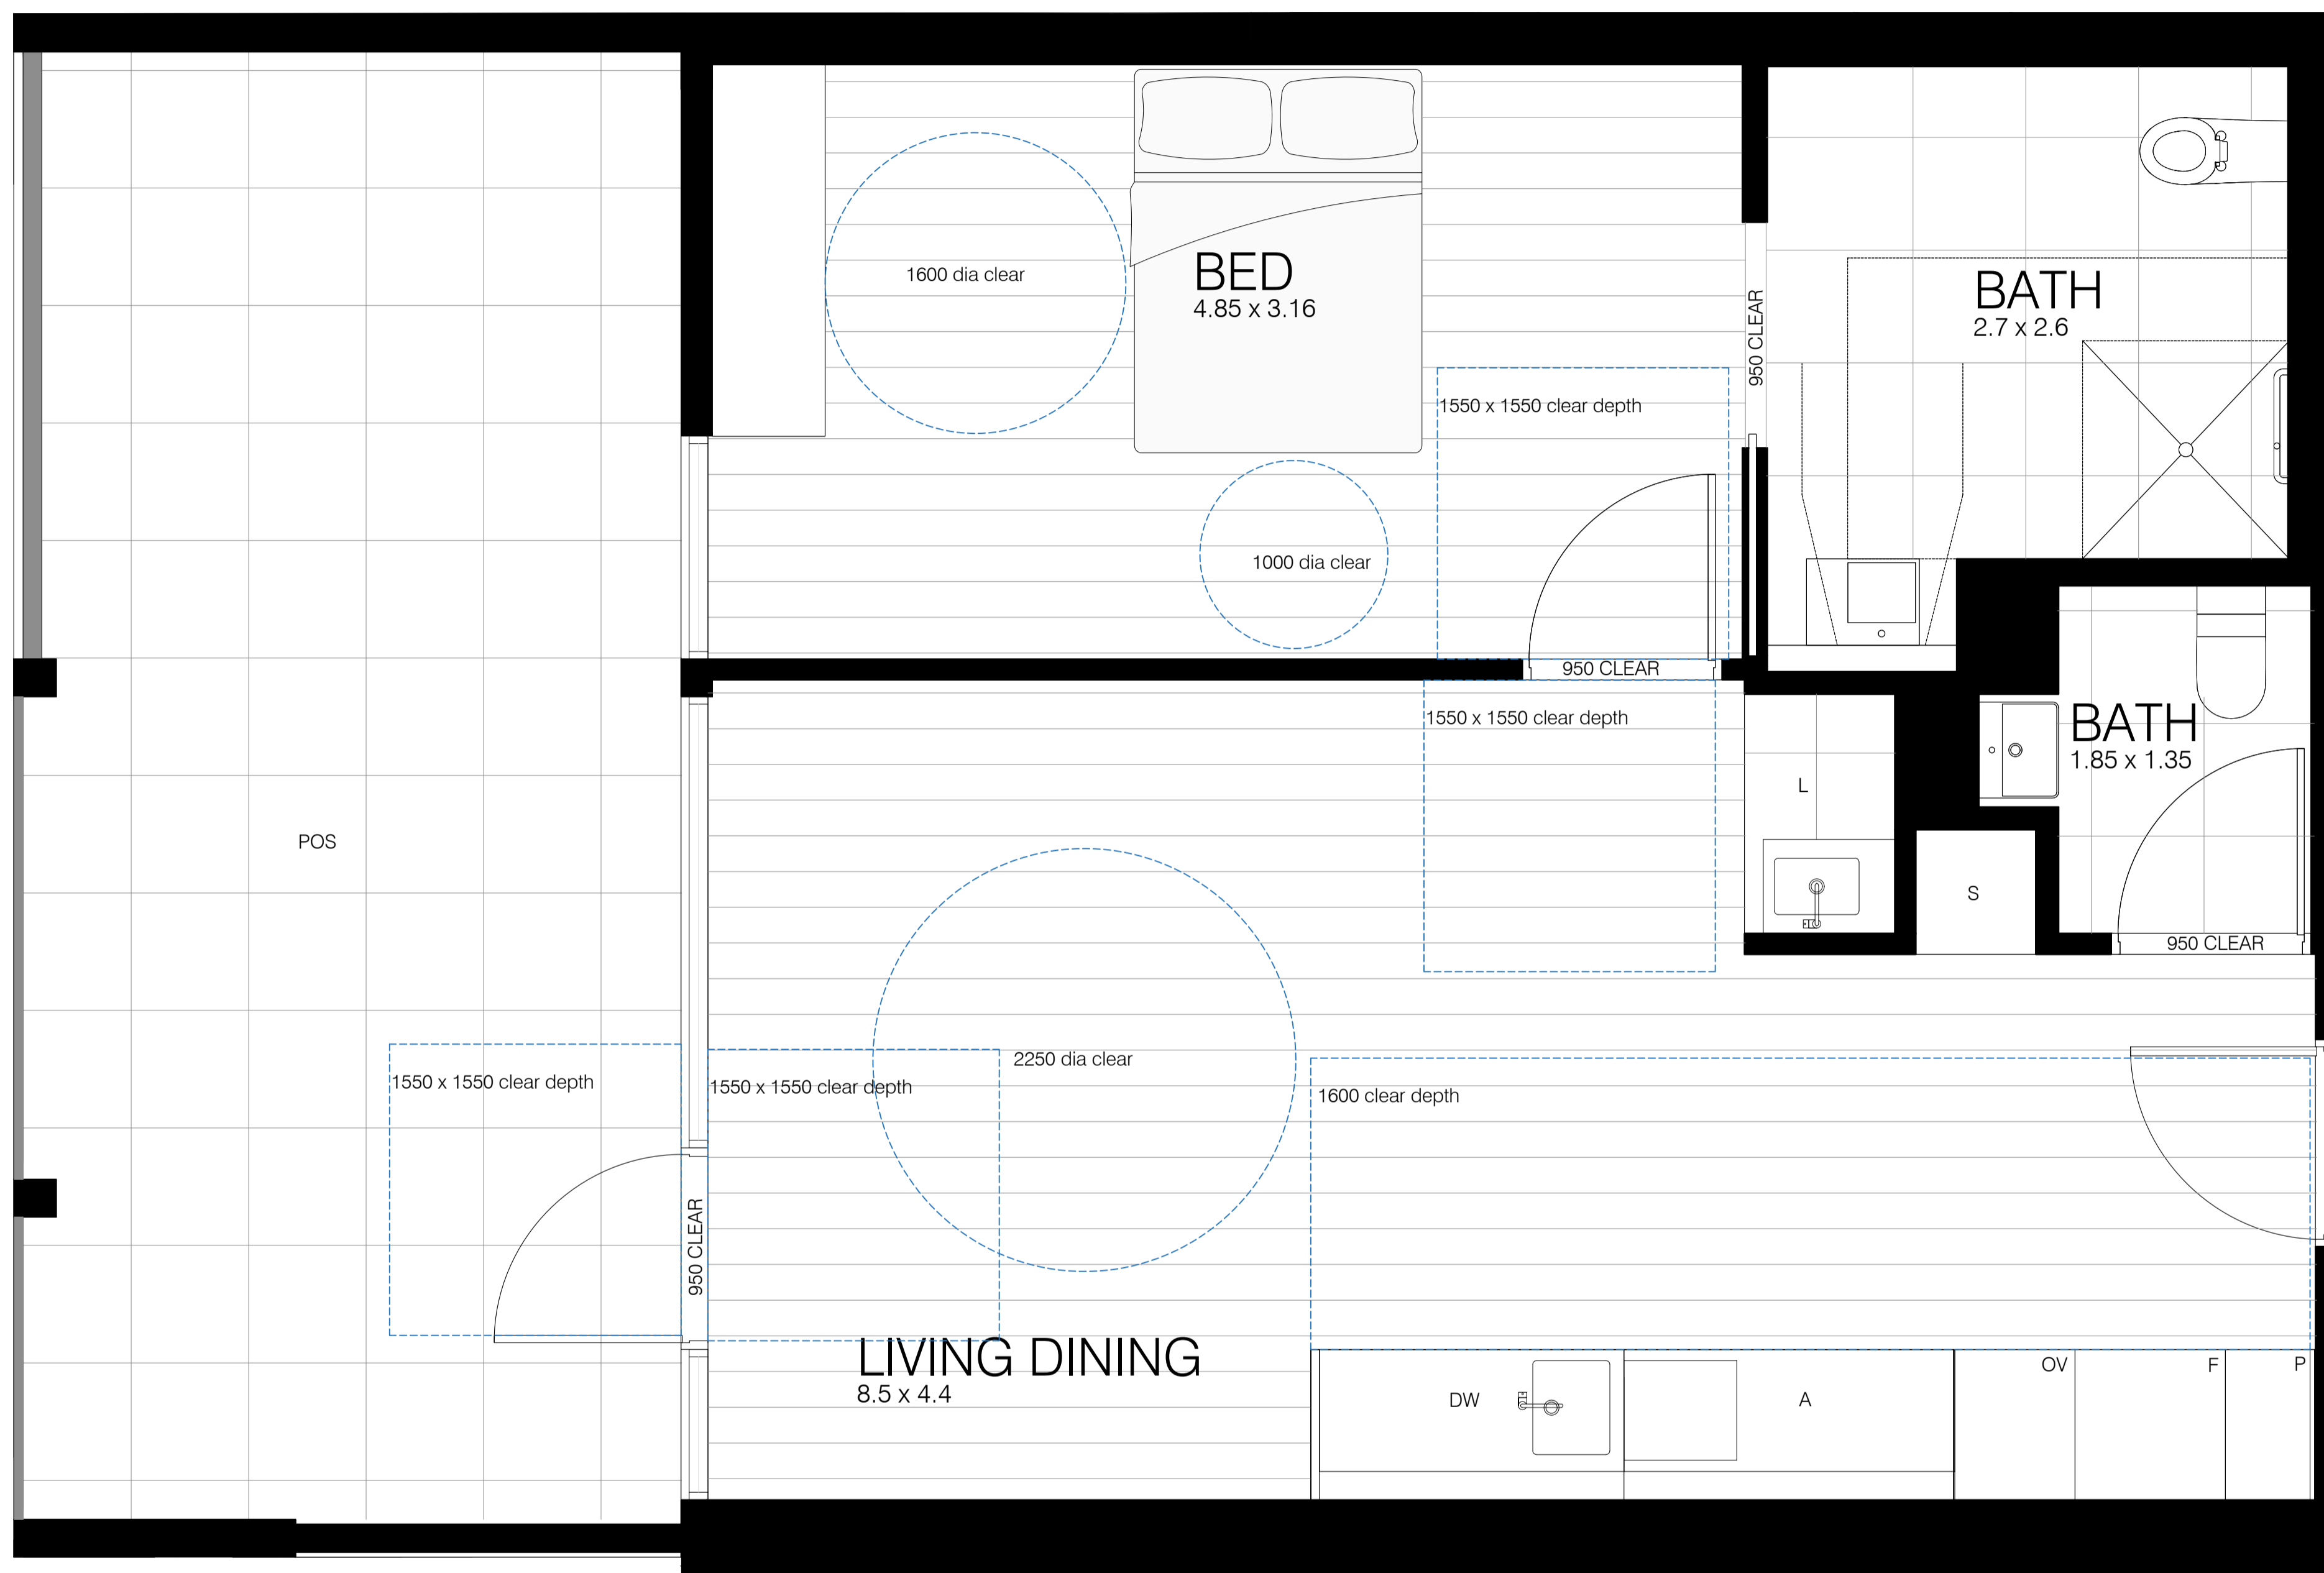 1600 dia clear
BED
4.85 x 3.16
BATH
2.7 x 2.6
950 CLEAR
1550 x 1550 clear depth
1000 dia clear
950 CLEAR
1550 x 1550 clear depth
BATH
1.85 x 1.35
L
POS
S
950 CLEAR
1550 x 1550 clear depth
1550 x 1550 clear depth
2250 dia clear
1600 clear depth
950 CLEAR
LIVING DINING
8.5 x 4.4
DW
A
OV
F
P